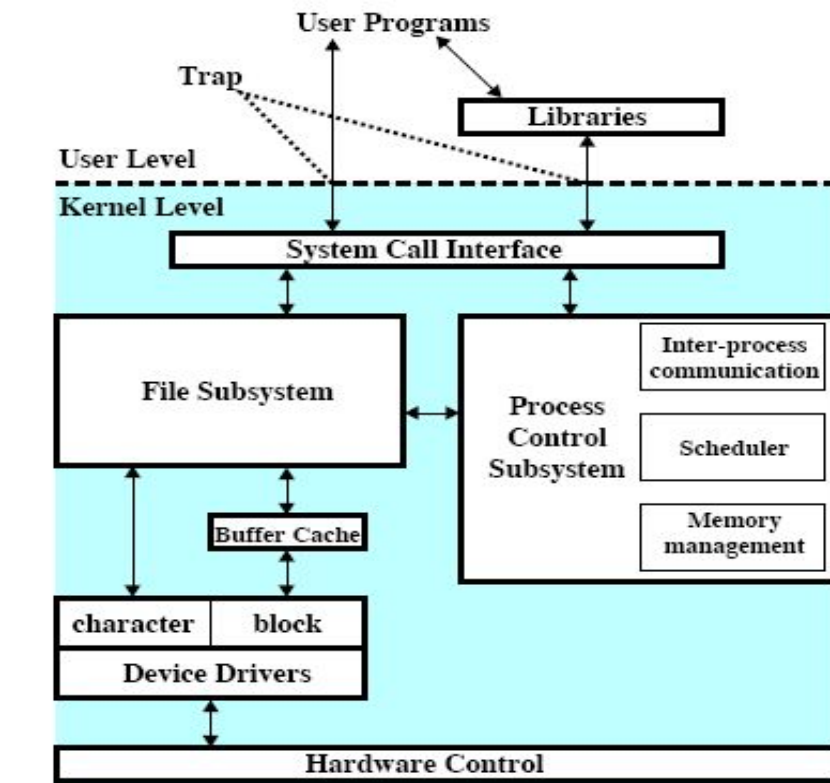 User Programs
Trap
Libraries
User Level
Kernel Level
System Call Interface
File Subsystem
Process
Control
Subsystem
Inter-process
communication
Scheduler
Memory
management
Buffer Cache
character
block
Device Drivers
Hardware Control